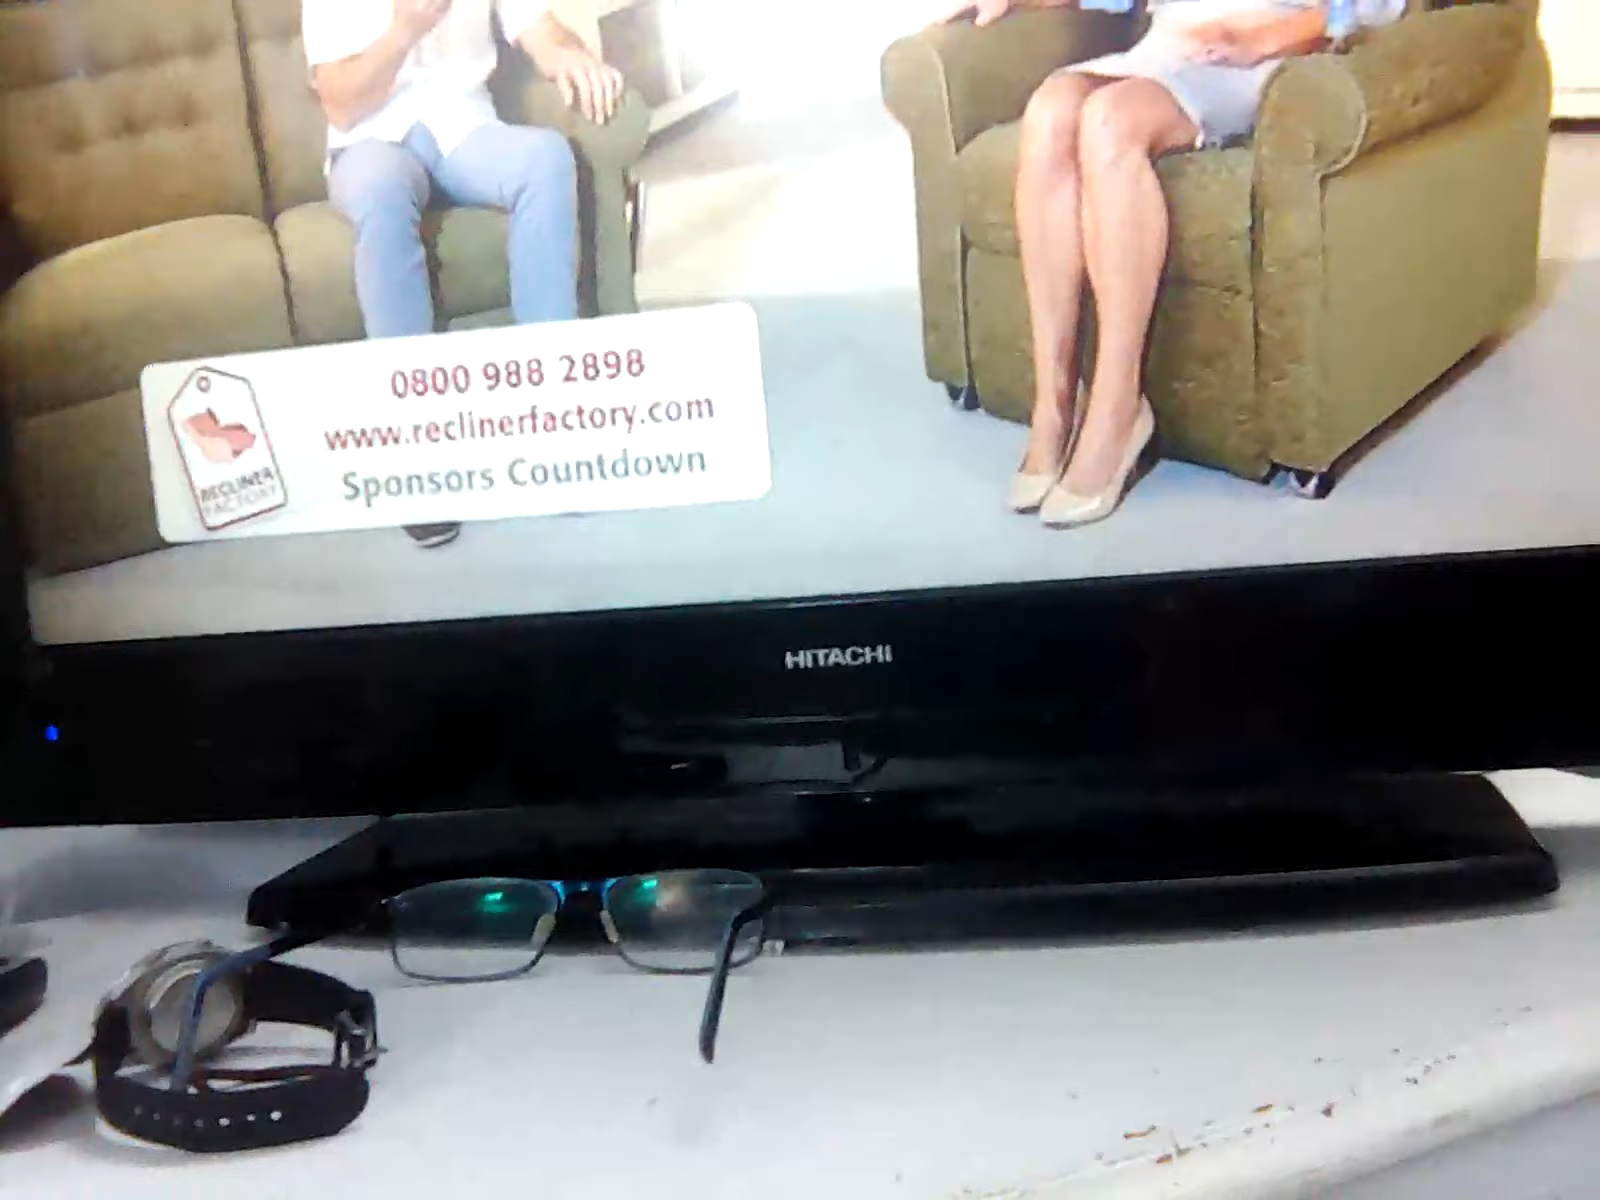 0800 988 2898
www.reclinerfactory.com
Sponsors Countdown
RECLINER
FACTORY
HITACHI